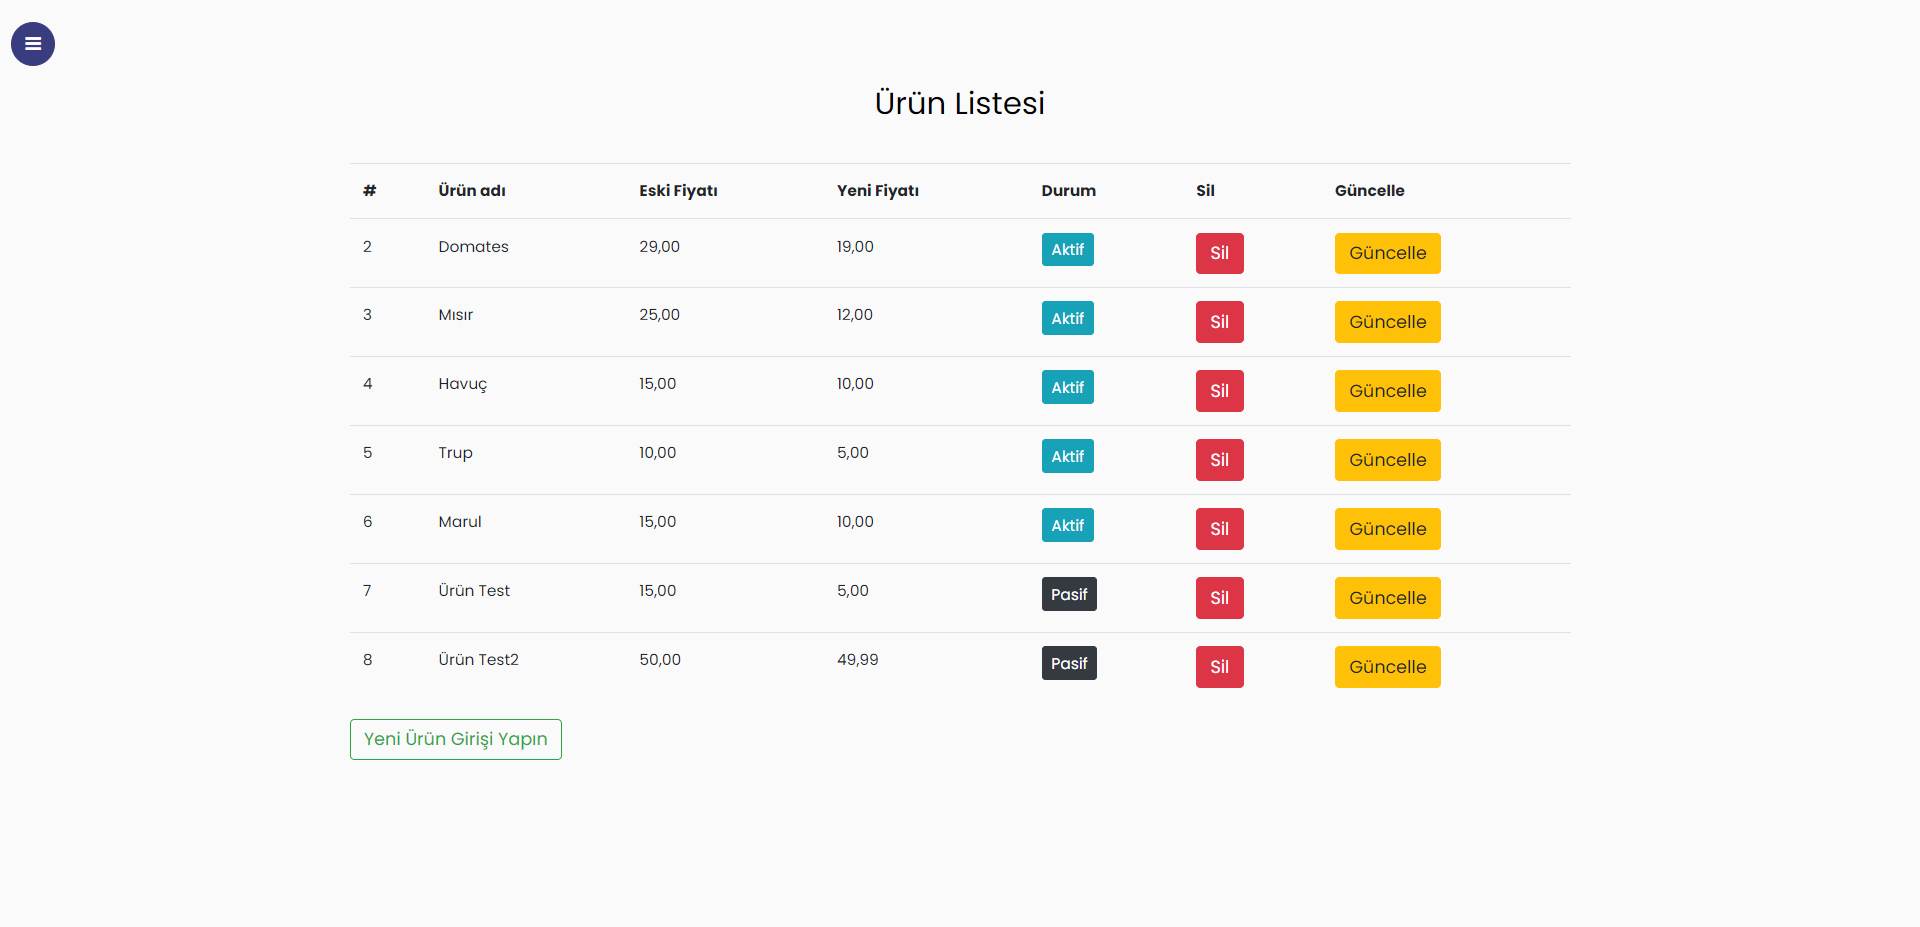 Ürün Listesi
# Ürün adı Eski Fiyatı Yeni Fiyatı Durum Sil Güncelle
2 Domates 29,00 19,00 Aktif Sil Güncelle
3 Mısır 25,00 12,00 Aktif Sil Güncelle
4 Havuç 15,00 10,00 Aktif Sil Güncelle
5 Trup 10,00 5,00 Aktif Sil Güncelle
6 Marul 15,00 10,00 Aktif Sil Güncelle
7 Ürün Test 15,00 5,00 Pasif Sil Güncelle
8 Ürün Test2 50,00 49,99 Pasif Sil Güncelle
Yeni Ürün Girişi Yapın